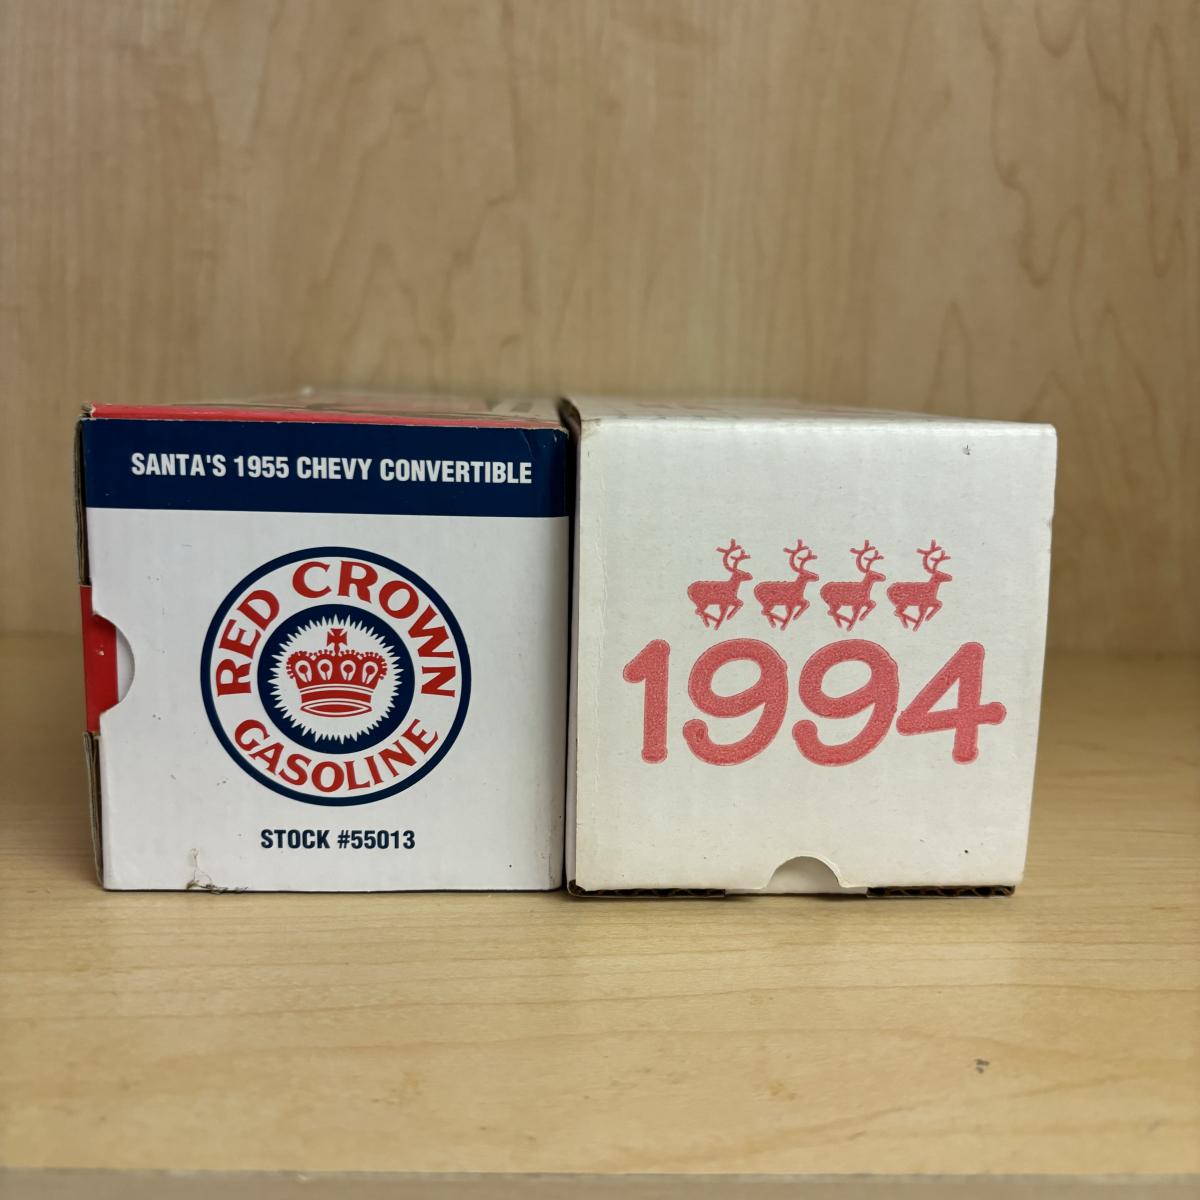 SANTA'S 1955 CHEVY CONVERTIBLE
RED CROWN
GASOLINE
STOCK #55013
1994